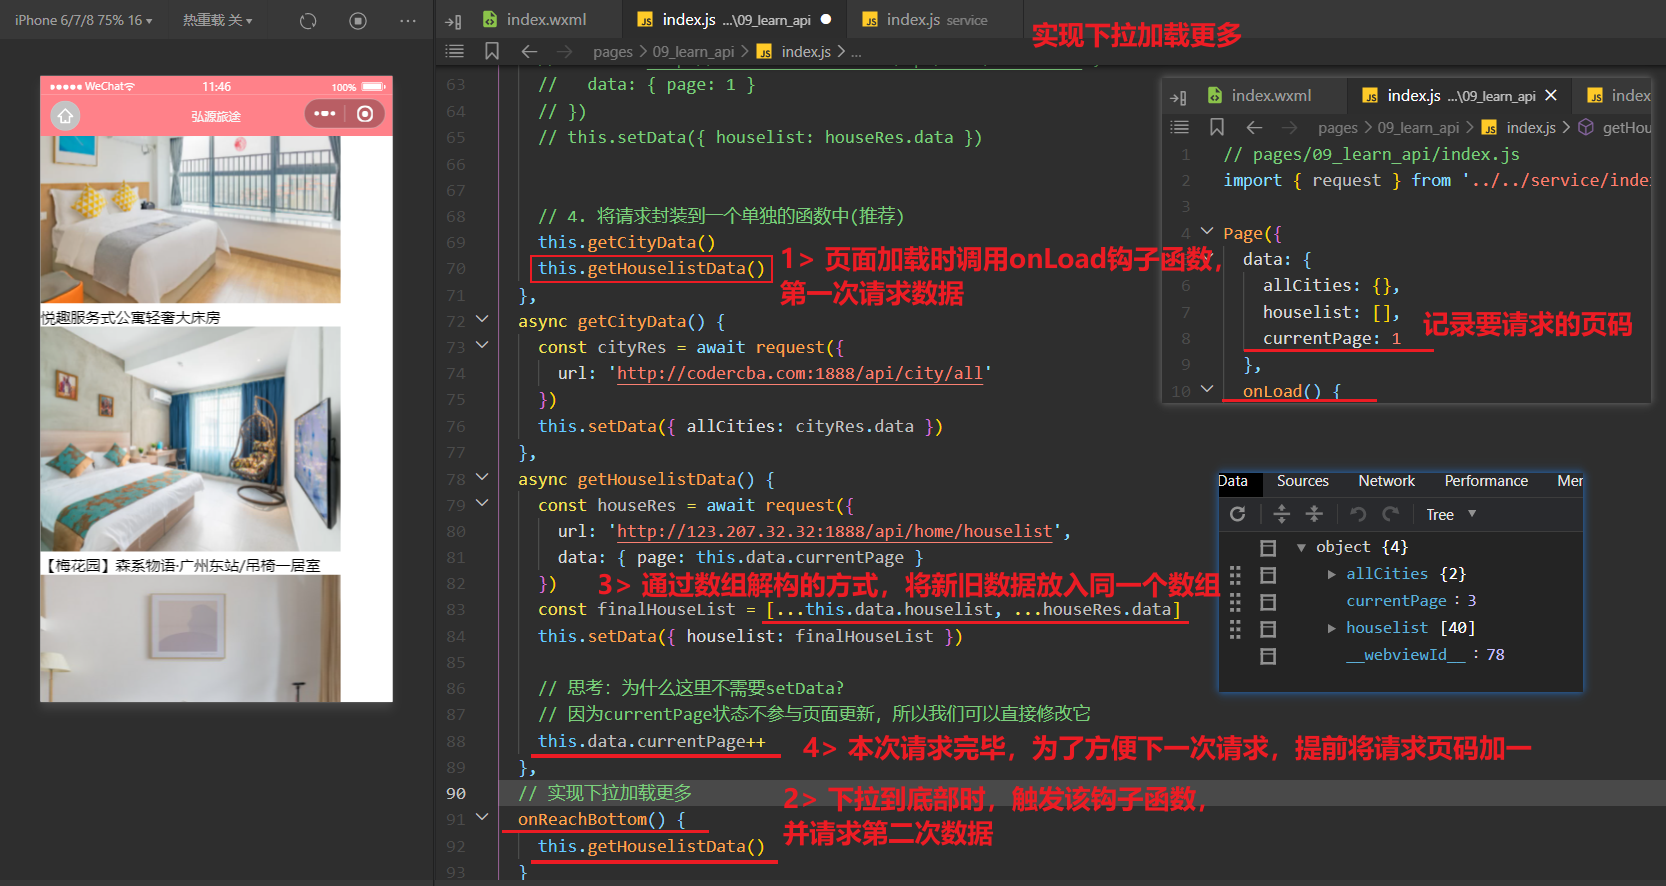 iPhone 6/7/8 75% 16
热重载 关
WeChat
11:46
100%
弘源旅途
悦趣服务式公寓轻奢大床房
【梅花园】森系物语·广州东站/吊椅一居室
index.wxml
index.js ...\09_learn_api
index.js service
pages > 09_learn_api > index.js > ...
实现下拉加载更多
63 // data: { page: 1 }
64 // })
65 // this.setData({ houselist: houseRes.data })
66
67
68 // 4. 将请求封装到一个单独的函数中(推荐)
69 this.getCityData()
70 this.getHouselistData()
1> 页面加载时调用onLoad钩子函数，
第一次请求数据
71 },
72 async getCityData() {
73 const cityRes = await request({
74 url: 'http://codercba.com:1888/api/city/all'
75 })
76 this.setData({ allCities: cityRes.data })
77 },
78 async getHouselistData() {
79 const houseRes = await request({
80 url: 'http://123.207.32.32:1888/api/home/houselist',
81 data: { page: this.data.currentPage }
82 })
3> 通过数组解构的方式，将新旧数据放入同一个数组
83 const finalHouseList = [...this.data.houselist, ...houseRes.data]
84 this.setData({ houselist: finalHouseList })
85
86 // 思考: 为什么这里不需要setData?
87 // 因为currentPage状态不参与页面更新, 所以我们可以直接修改它
88 this.data.currentPage++
4> 本次请求完毕，为了方便下一次请求，提前将请求页码加一
89 },
90 // 实现下拉加载更多
2> 下拉到底部时，触发该钩子函数，
并请求第二次数据
91 onReachBottom() {
92 this.getHouselistData()
93 }
index.wxml
index.js ...\09_learn_api
pages > 09_learn_api > index.js >
1 // pages/09_learn_api/index.js
2 import { request } from '../../service/inde
3
4 Page({
data: {
6 allCities: {},
7 houselist: [],
8 currentPage: 1
记录要请求的页码
9 },
10 onLoad() {
Data Sources Network Performance
Tree
object {4}
allCities {2}
currentPage : 3
houselist [40]
__webviewId__ : 78